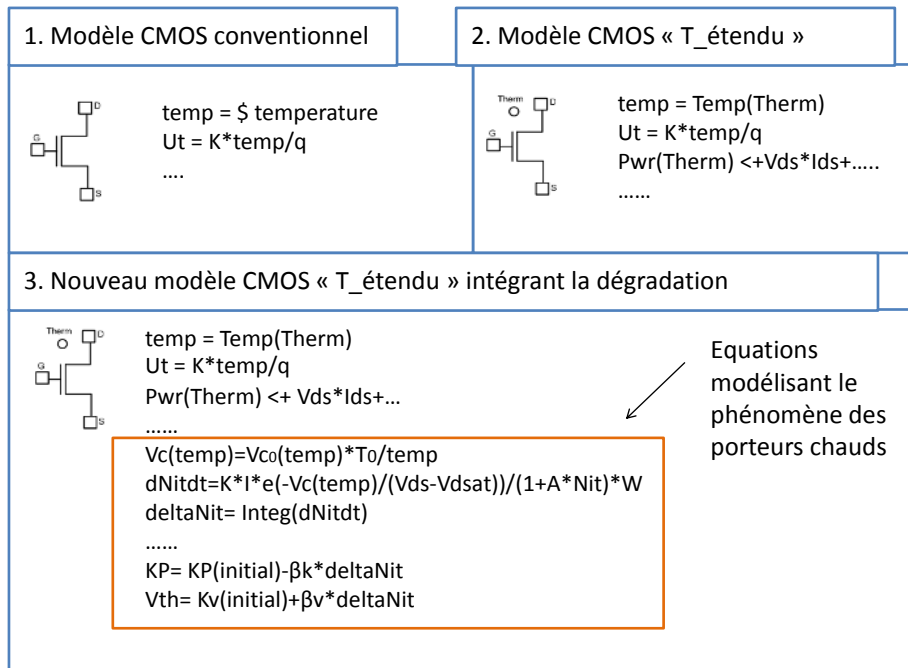 1. Modèle CMOS conventionnel
D
G
S
temp = $ temperature
Ut = K*temp/q
....
2. Modèle CMOS « T_étendu »
Therm
D
G
S
temp = Temp(Therm)
Ut = K*temp/q
Pwr(Therm) <+Vds*Ids+.....
......
3. Nouveau modèle CMOS « T_étendu » intégrant la dégradation
Therm
D
G
S
temp = Temp(Therm)
Ut = K*temp/q
Pwr(Therm) <+ Vds*Ids+...
......
Vc(temp)=Vc0(temp)*T0/temp
dNitdt=K*I*e(-Vc(temp)/(Vds-Vdsat))/(1+A*Nit)*W
deltaNit= Integ(dNitdt)
......
KP= KP(initial)-βk*deltaNit
Vth= Kv(initial)+βv*deltaNit
Equations
modélisant le
phénomène des
porteurs chauds